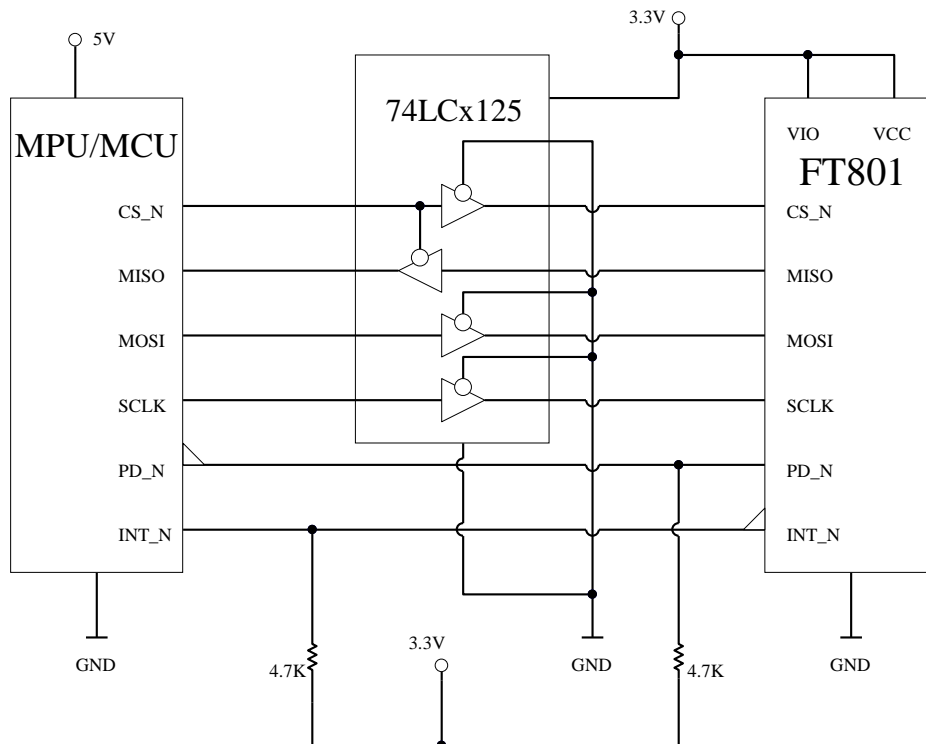 3.3V
5V
74LCx125
MPU/MCU
VIO
VCC
FT801
CS_N
CS_N
MISO
MISO
MOSI
MOSI
SCLK
SCLK
PD_N
PD_N
INT_N
INT_N
3.3V
GND
4.7K
GND
4.7K
GND